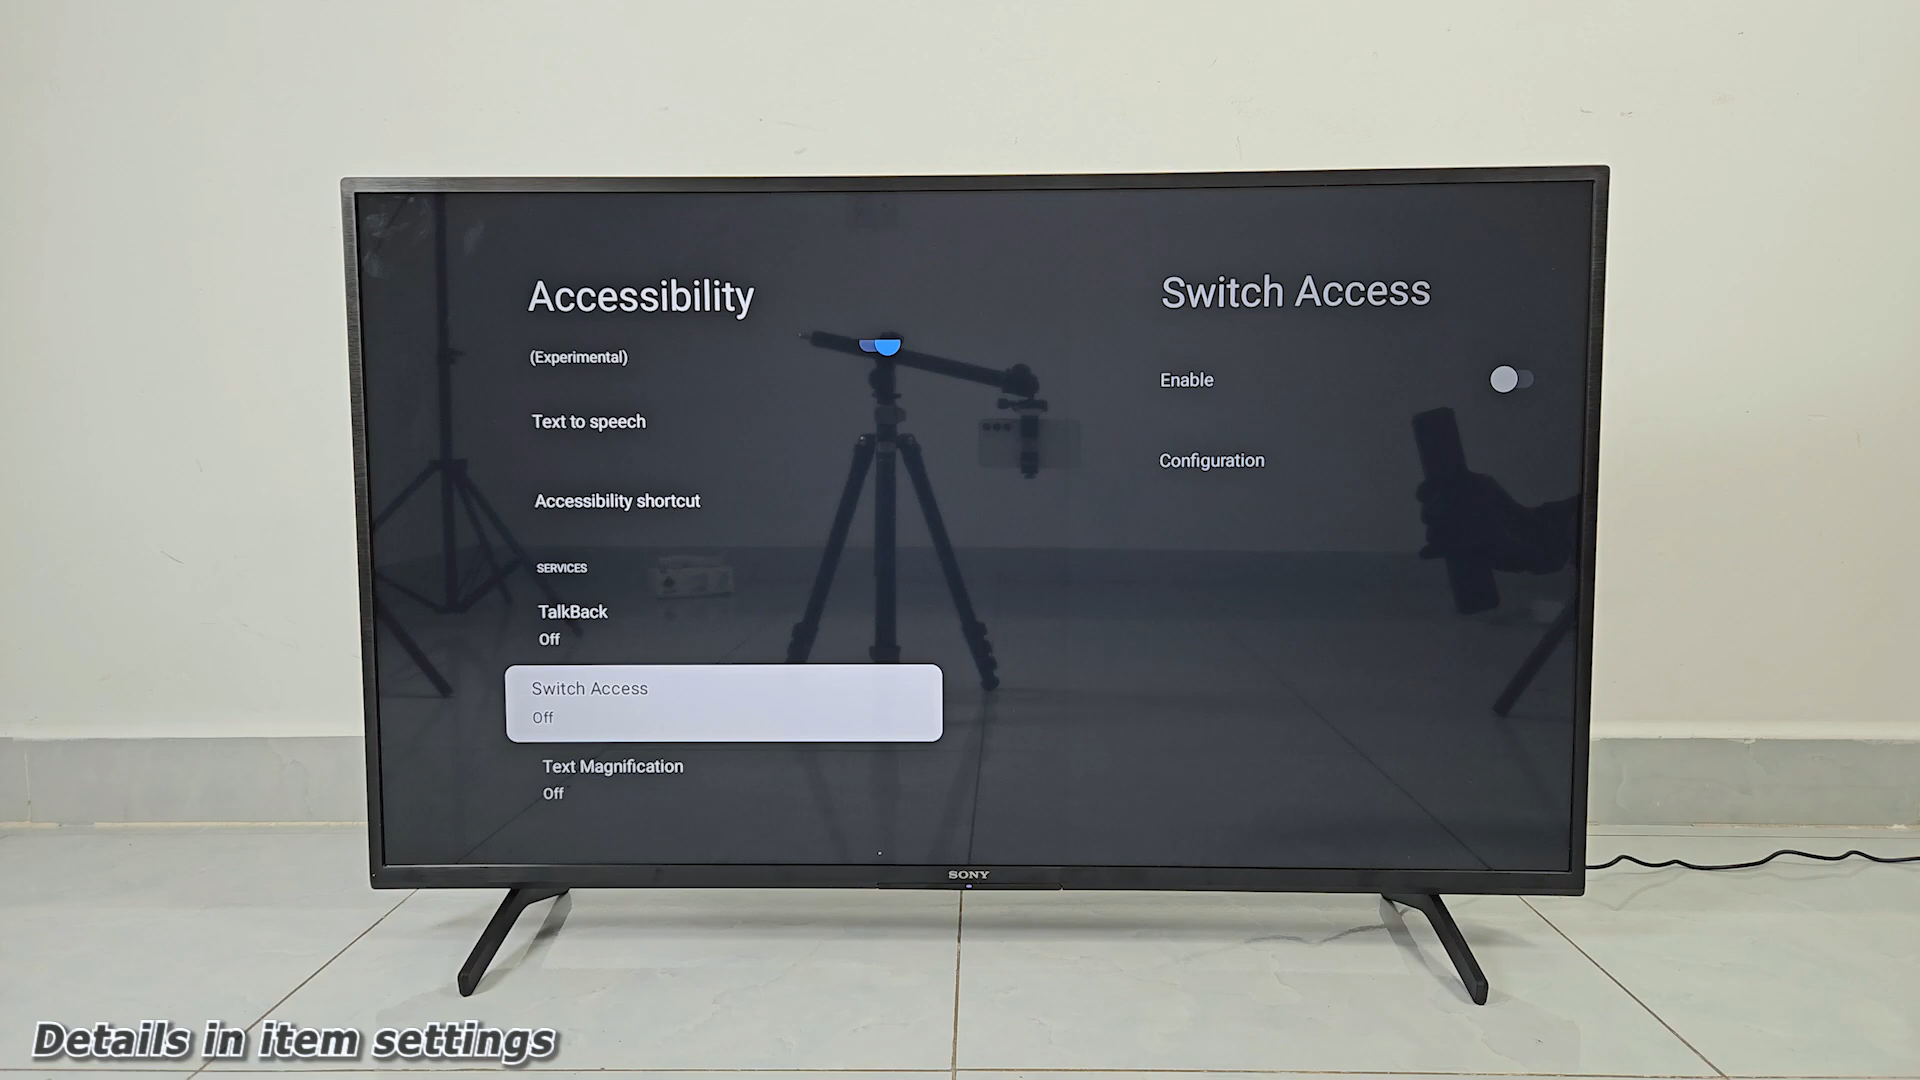 Accessibility
(Experimental)
Text to speech
Accessibility shortcut
SERVICES
TalkBack
Off
Switch Access
Off
Text Magnification
Off
Switch Access
Enable
Configuration
SONY
Details in item settings